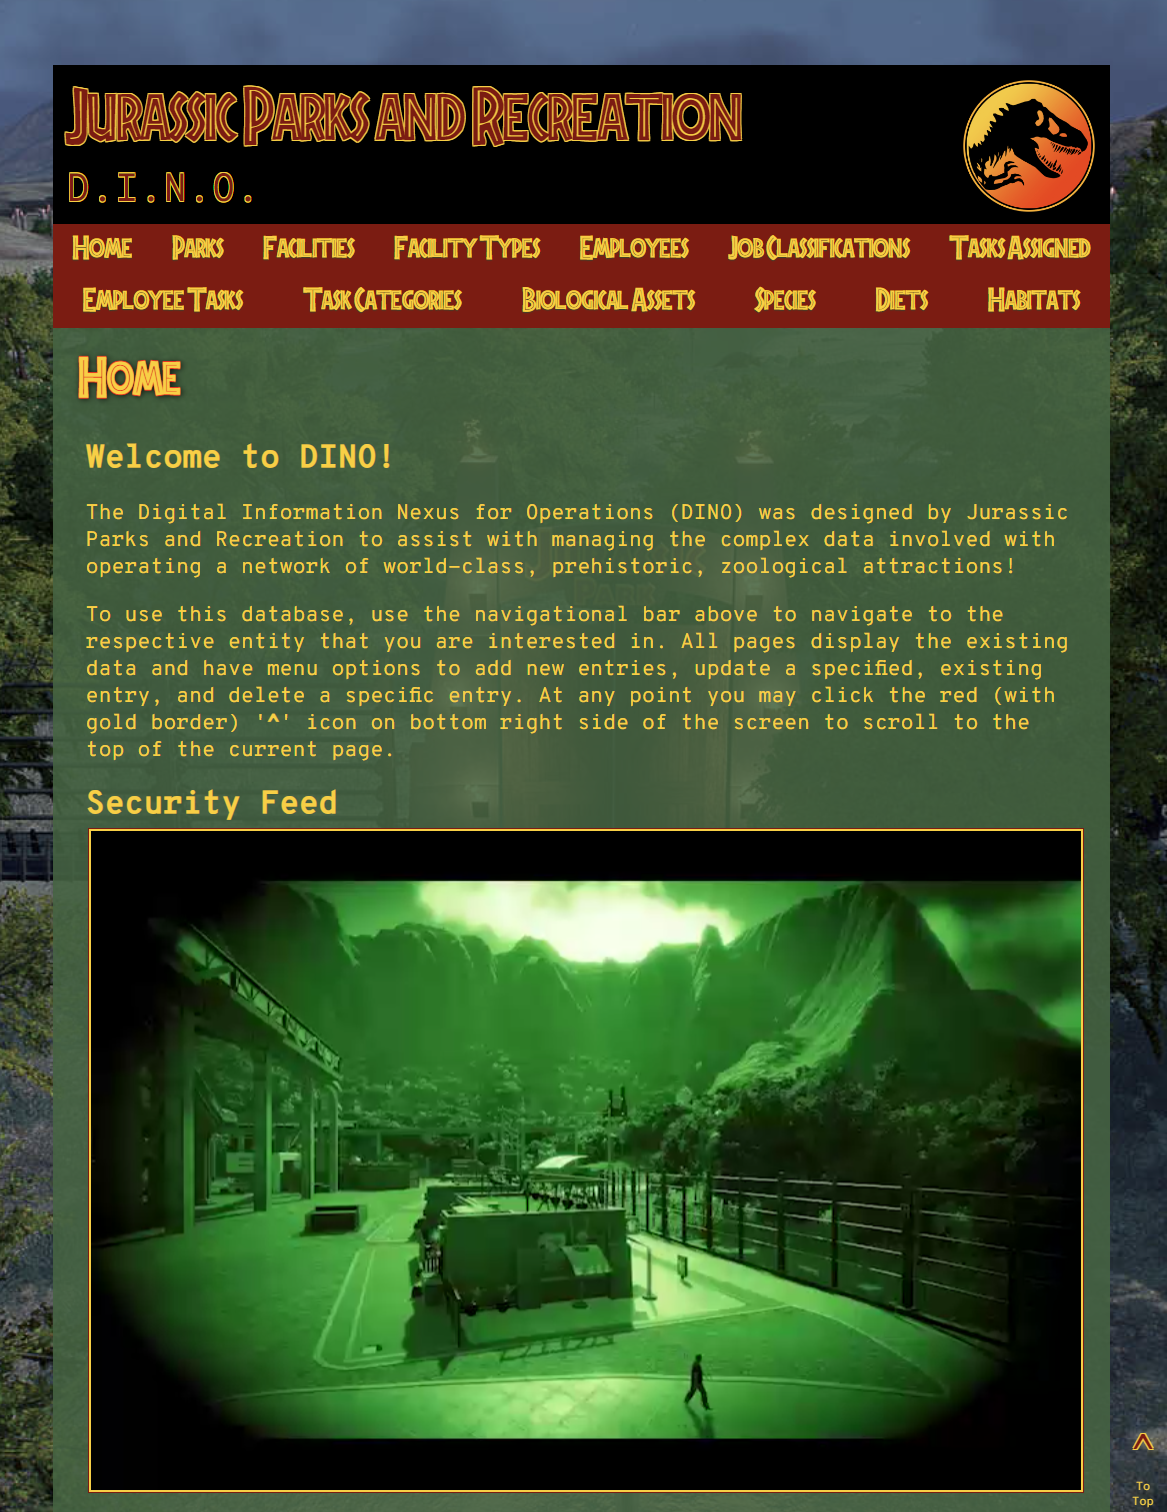 Jurassic Parks and Recreation
D.I.N.O.
Home Parks Facilities Facility Types Employees Job Classifications Tasks Assigned
Employee Tasks Task Categories Biological Assets Species Diets Habitats
Home
Welcome to DINO!
The Digital Information Nexus for Operations (DINO) was designed by Jurassic
Parks and Recreation to assist with managing the complex data involved with
operating a network of world-class, prehistoric, zoological attractions!
To use this database, use the navigational bar above to navigate to the
respective entity that you are interested in. All pages display the existing
data and have menu options to add new entries, update a specified, existing
entry, and delete a specific entry. At any point you may click the red (with
gold border) '^' icon on bottom right side of the screen to scroll to the
top of the current page.
Security Feed
^
To
Top